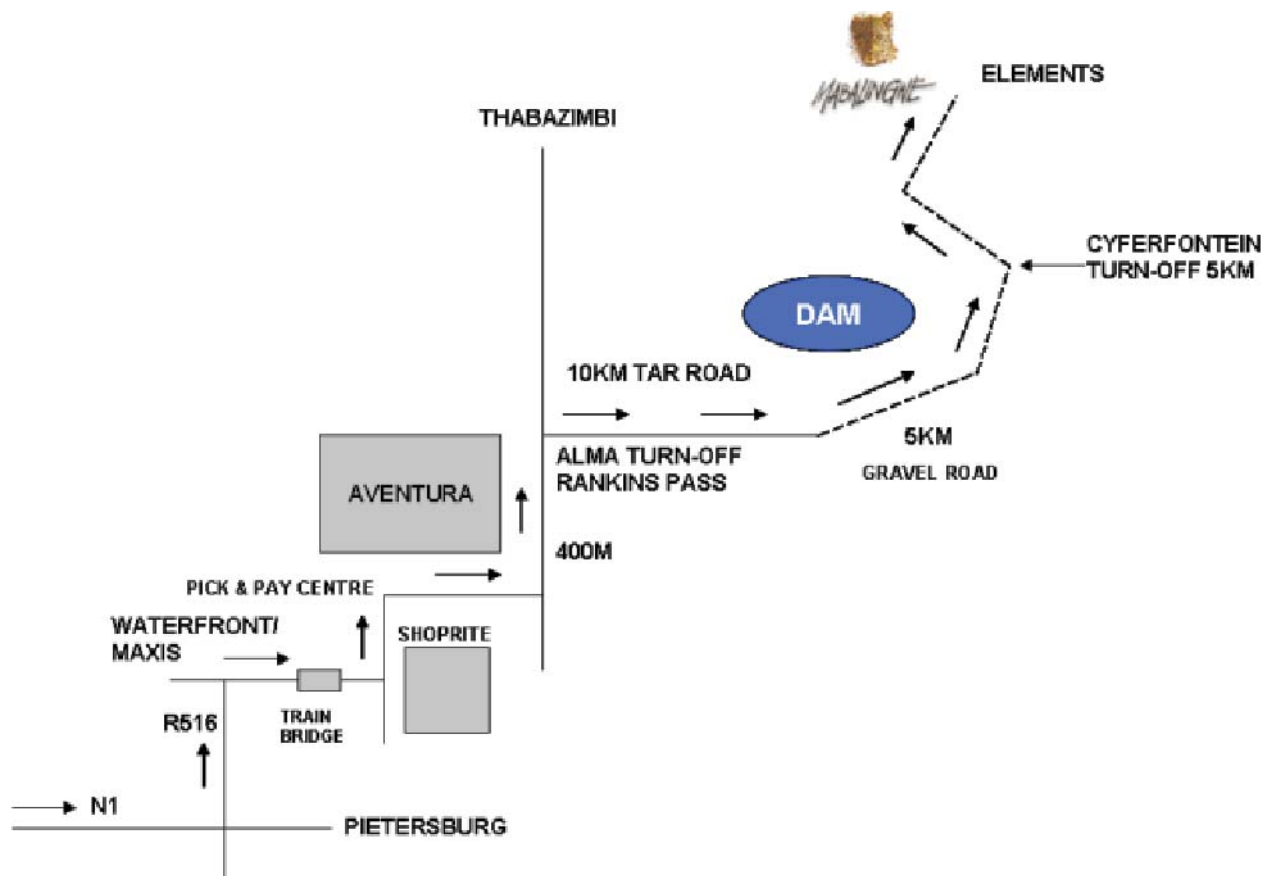 MABALINGWE
ELEMENTS
THABAZIMBI
CYFERFONTEIN
TURN-OFF 5KM
DAM
10KM TAR ROAD
5KM
GRAVEL ROAD
ALMA TURN-OFF
RANKINS PASS
AVENTURA
400M
PICK & PAY CENTRE
WATERFRONT/
MAXIS
SHOPRITE
R516
TRAIN
BRIDGE
N1
PIETERSBURG